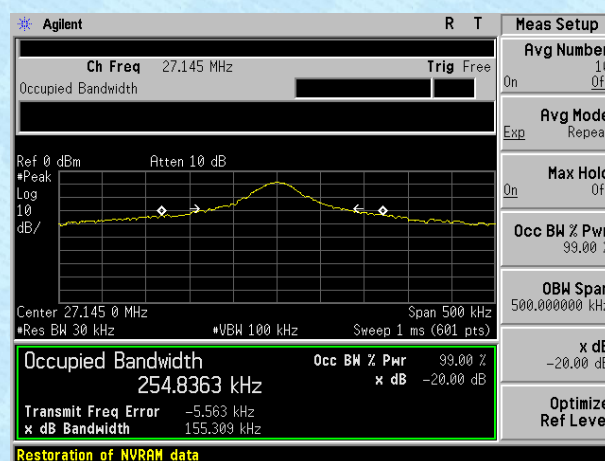 Agilent R T Meas Setup
Ch Freq 27.145 MHz Trig Free
Occupied Bandwidth
Avg Number
10
On Of
Avg Mode
Exp Repea
Ref 0 dBm Atten 10 dB
#Peak
Log
10
dB/
Max Hold
On Of
Occ BW % Pwr
99.00 %
OBW Span
500.000000 kHz
Center 27.145 0 MHz Span 500 kHz
#Res BW 30 kHz #VBW 100 kHz Sweep 1 ms (601 pts)
Occupied Bandwidth Occ BW % Pwr 99.00 %
254.8363 kHz x dB -20.00 dB
Transmit Freq Error -5.563 kHz
x dB Bandwidth 155.309 kHz
x dB
-20.00 dB
Optimize
Ref Level
Restoration of NVRAM data